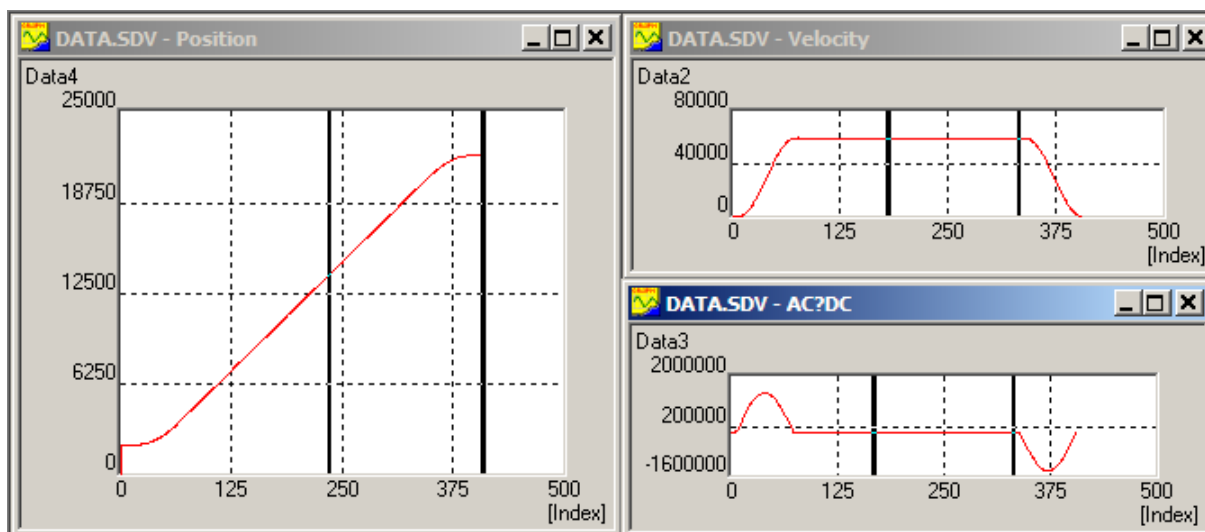 DATA.SDV - Position
Data4
25000
18750
12500
6250
0
0 125 250 375 500
[Index]
DATA.SDV - Velocity
Data2
80000
40000
0
0 125 250 375 500
[Index]
DATA.SDV - AC?DC
Data3
2000000
200000
-1600000
0 125 250 375 500
[Index]